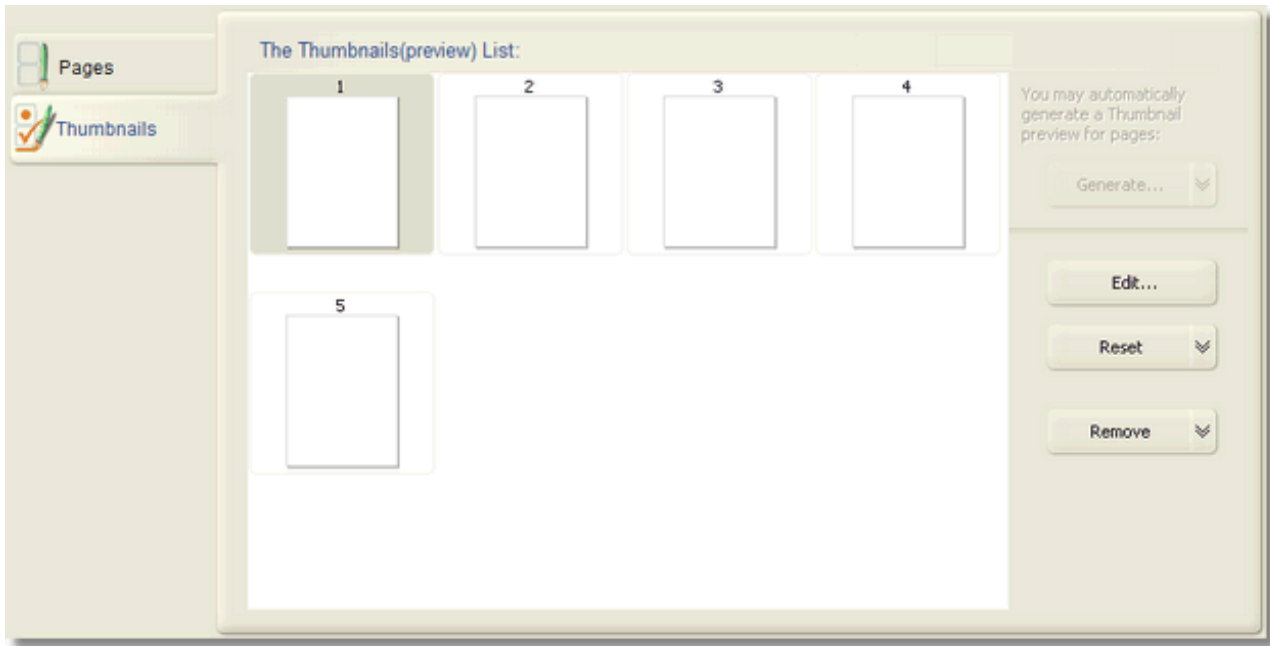 Pages
Thumbnails
The Thumbnails(preview) List:
1
2
3
4
5
You may automatically
generate a Thumbnail
preview for pages:
Generate...
Edit...
Reset
Remove